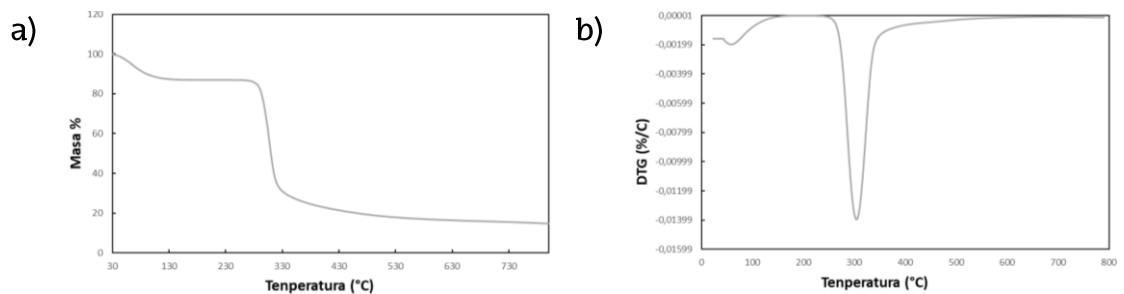 a)
120
100
80
60
40
20
0
Masa %
30 130 230 330 430 530 630 730
Tenperatura (°C)
b)
0,00001
-0,00199
-0,00399
-0,00599
-0,00799
-0,00999
-0,01199
-0,01399
-0,01599
DTG (%/C)
0 100 200 300 400 500 600 700 800
Tenperatura (°C)